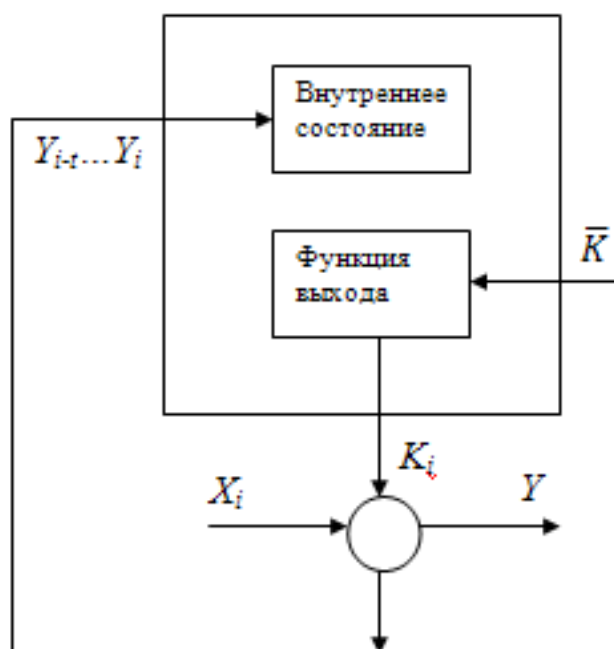 Внутреннее
состояние
Y_{i-t}...Y_i
Функция
выхода
K̅
K_i
X_i
Y